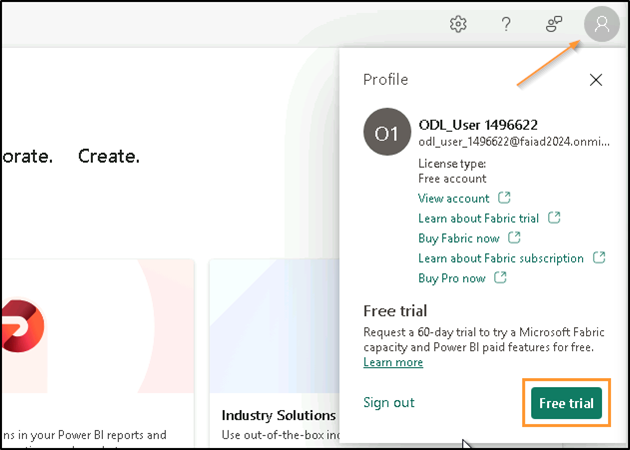 ?
Profile
O1
ODL_User 1496622
odl_user_1496622@faiad2024.onmi...
License type:
Free account
View account
Learn about Fabric trial
Buy Fabric now
Learn about Fabric subscription
Buy Pro now
Free trial
Request a 60-day trial to try a Microsoft Fabric
capacity and Power BI paid features for free.
Learn more
Sign out
Free trial
orate. Create.
Industry Solutions
ns in your Power BI reports and
Use out-of-the-box in